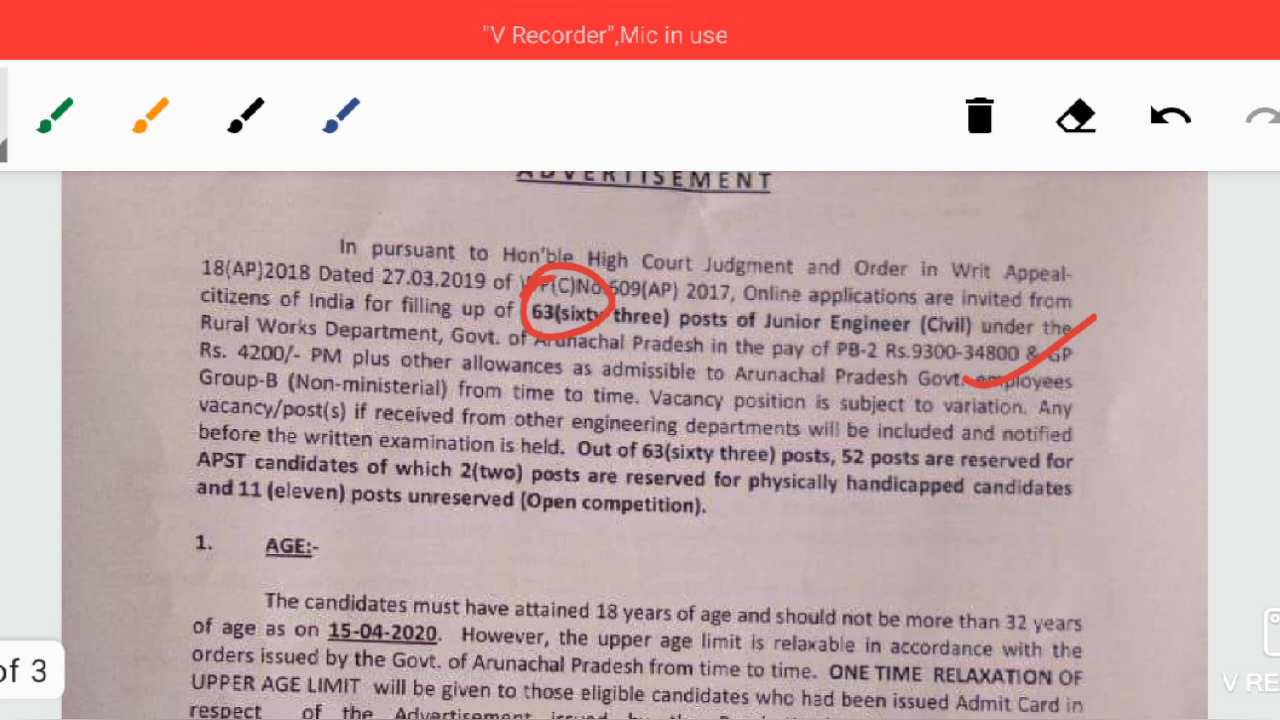 "V Recorder",Mic in use
ADVERTISEMENT
In pursuant to Hon'ble High Court Judgment and Order in Writ Appeal-
18(AP)2018 Dated 27.03.2019 of (C)No.509(AP) 2017, Online applications are invited from
citizens of India for filling up of 63(sixty three) posts of Junior Engineer (Civil) under the
Rural Works Department, Govt. of Arunachal Pradesh in the pay of PB-2 Rs.9300-34800 & GP
Rs. 4200/- PM plus other allowances as admissible to Arunachal Pradesh Govt. employees
Group-B (Non-ministerial) from time to time. Vacancy position is subject to variation. Any
vacancy/post(s) if received from other engineering departments will be included and notified
before the written examination is held. Out of 63(sixty three) posts, 52 posts are reserved for
APST candidates of which 2(two) posts are reserved for physically handicapped candidates
and 11 (eleven) posts unreserved (Open competition).
1. AGE:-
The candidates must have attained 18 years of age and should not be more than 32 years
of age as on 15-04-2020. However, the upper age limit is relaxable in accordance with the
orders issued by the Govt. of Arunachal Pradesh from time to time. ONE TIME RELAXATION OF
UPPER AGE LIMIT will be given to those eligible candidates who had been issued Admit Card in
respect of the Advertisement issued by the
of 3
V RE